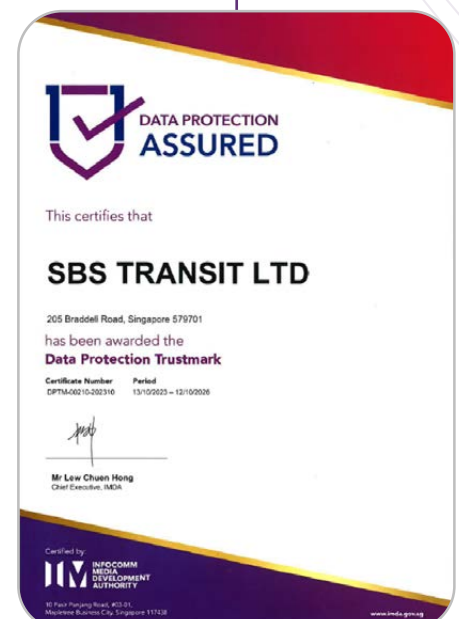 DATA PROTECTION
ASSURED
This certifies that
SBS TRANSIT LTD
205 Braddell Road, Singapore 579701
has been awarded the
Data Protection Trustmark
Certificate Number Period
DPTM-00210-202310 13/10/2023 – 12/10/2026
Mr Lew Chuen Hong
Chief Executive, IMDA
Certified by:
INFOCOMM
MEDIA
DEVELOPMENT
AUTHORITY
10 Pasir Panjang Road, #03-01,
Mapletree Business City, Singapore 117438
www.imda.gov.sg